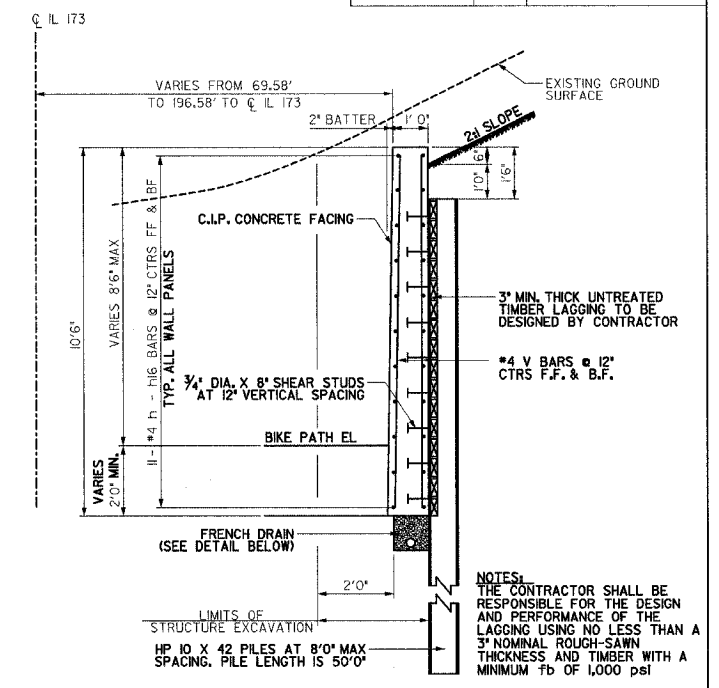 ℄ IL 173
VARIES FROM 69.58'
TO 196.58' TO ℄ IL 173
EXISTING GROUND
SURFACE
2" BATTER
1' 0"
2:1 SLOPE
6"
1'0"
1'6"
C.I.P. CONCRETE FACING
10'6"
VARIES 8'6" MAX
11 - #4 h - h16 BARS @ 12" CTRS FF & BF
TYP. ALL WALL PANELS
3" MIN. THICK UNTREATED
TIMBER LAGGING TO BE
DESIGNED BY CONTRACTOR
#4 V BARS @ 12"
CTRS F.F. & B.F.
3/4" DIA. X 8" SHEAR STUDS
AT 12" VERTICAL SPACING
BIKE PATH EL
VARIES
2'0" MIN.
FRENCH DRAIN
(SEE DETAIL BELOW)
2'0"
LIMITS OF
STRUCTURE EXCAVATION
HP 10 X 42 PILES AT 8'0" MAX
SPACING. PILE LENGTH IS 50'0"
NOTES:
THE CONTRACTOR SHALL BE
RESPONSIBLE FOR THE DESIGN
AND PERFORMANCE OF THE
LAGGING USING NO LESS THAN A
3" NOMINAL ROUGH-SAWN
THICKNESS AND TIMBER WITH A
MINIMUM fb OF 1,000 psi